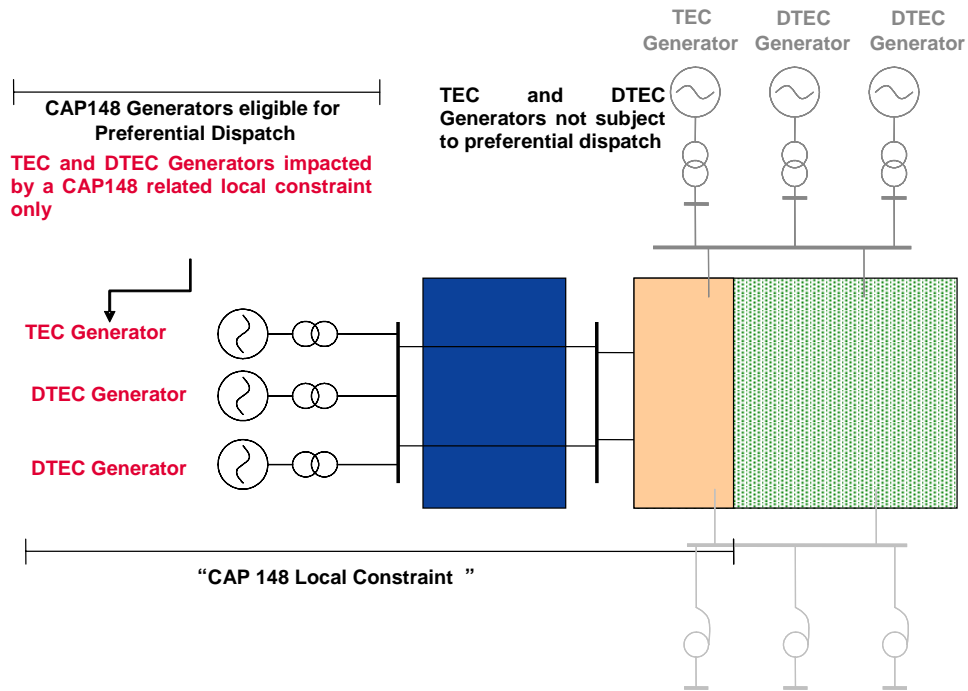 TEC
Generator
DTEC
Generator
DTEC
Generator
CAP148 Generators eligible for
Preferential Dispatch
TEC and DTEC Generators impacted
by a CAP148 related local constraint
only
TEC and DTEC
Generators not subject
to preferential dispatch
TEC Generator
DTEC Generator
DTEC Generator
“CAP 148 Local Constraint ”